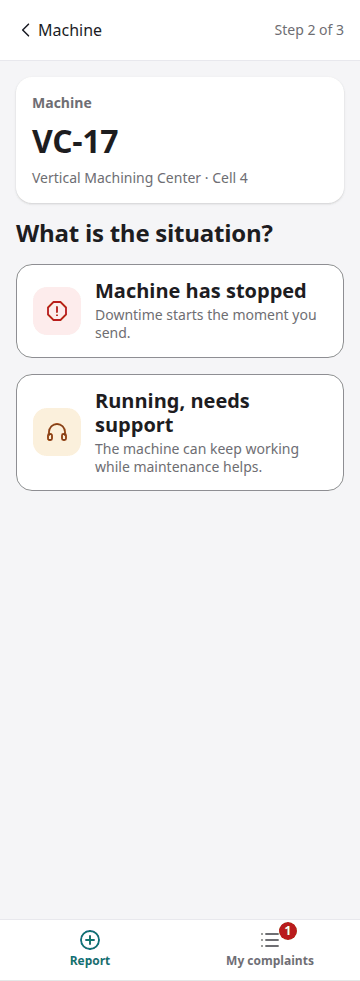 Machine
Step 2 of 3
Machine
VC-17
Vertical Machining Center · Cell 4
What is the situation?
Machine has stopped
Downtime starts the moment you
send.
Running, needs
support
The machine can keep working
while maintenance helps.
1
Report
My complaints